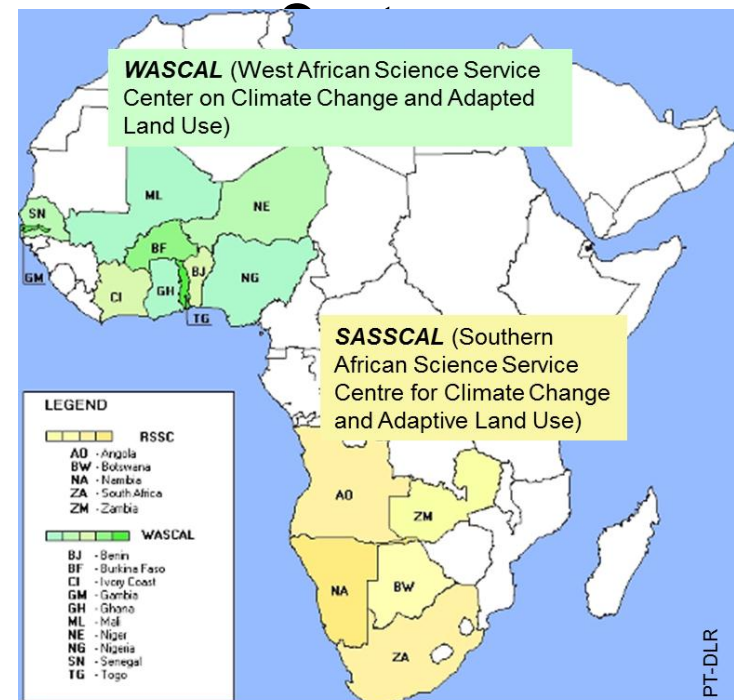 WASCAL (West African Science Service
Center on Climate Change and Adapted
Land Use)
ML
NE
SN
BF
BJ
NG
GM
CI
GH
TG
SASSCAL (Southern
African Science Service
Centre for Climate Change
and Adaptive Land Use)
AO
ZM
NA
BW
ZA
LEGEND
RSSC
AO - Angola
BW - Botswana
NA - Namibia
ZA - South Africa
ZM - Zambia
WASCAL
BJ - Benin
BF - Burkina Faso
CI - Ivory Coast
GM - Gambia
GH - Ghana
ML - Mali
NE - Niger
NG - Nigeria
SN - Senegal
TG - Togo
PT-DLR